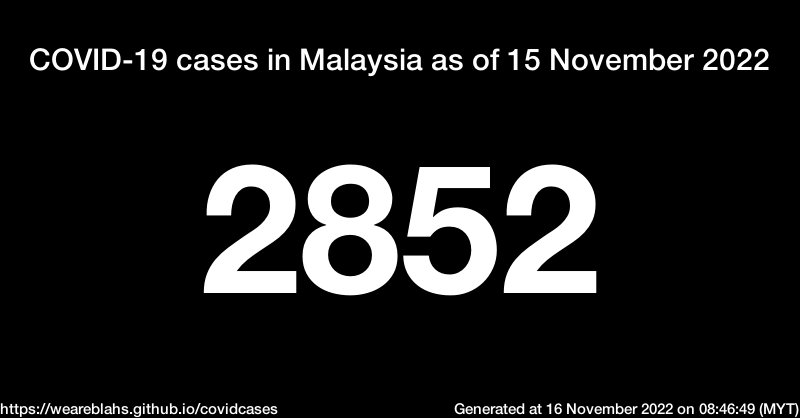 COVID-19 cases in Malaysia as of 15 November 2022
2852
https://weareblahs.github.io/covidcases
Generated at 16 November 2022 on 08:46:49 (MYT)